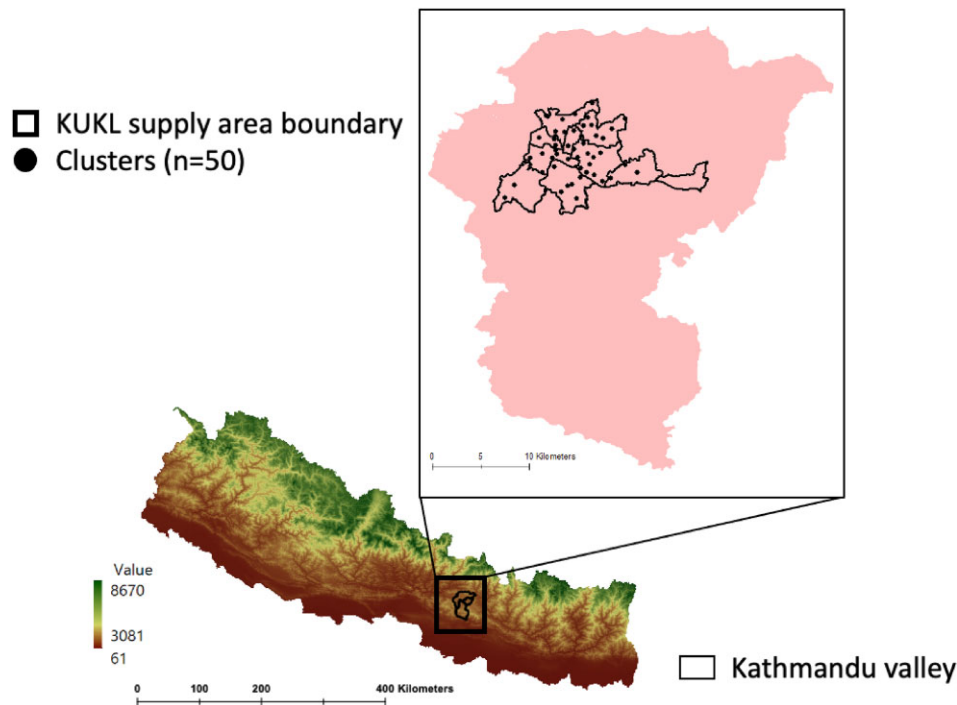 KUKL supply area boundary
Clusters (n=50)
0 5 10 Kilometers
Value
8670
3081
61
Kathmandu valley
0 100 200 400 Kilometers